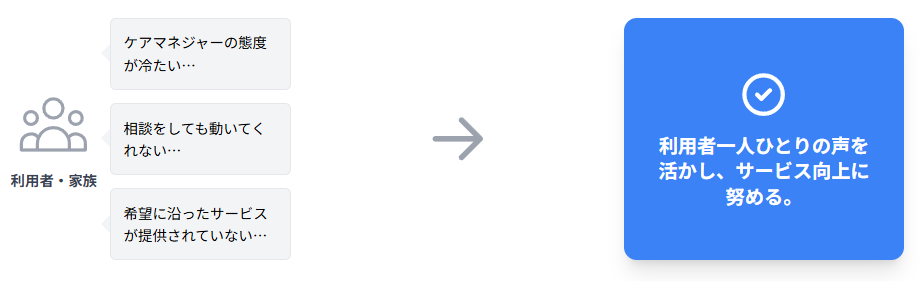 ケアマネジャーの態度
が冷たい…
相談をしても動いてく
れない…
希望に沿ったサービス
が提供されていない…
利用者・家族
利用者一人ひとりの声を
活かし、サービス向上に
努める。